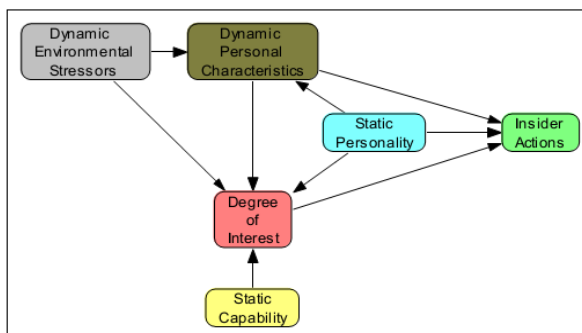 Dynamic
Environmental
Stressors
Dynamic
Personal
Characteristics
Static
Personality
Insider
Actions
Degree
of
Interest
Static
Capability